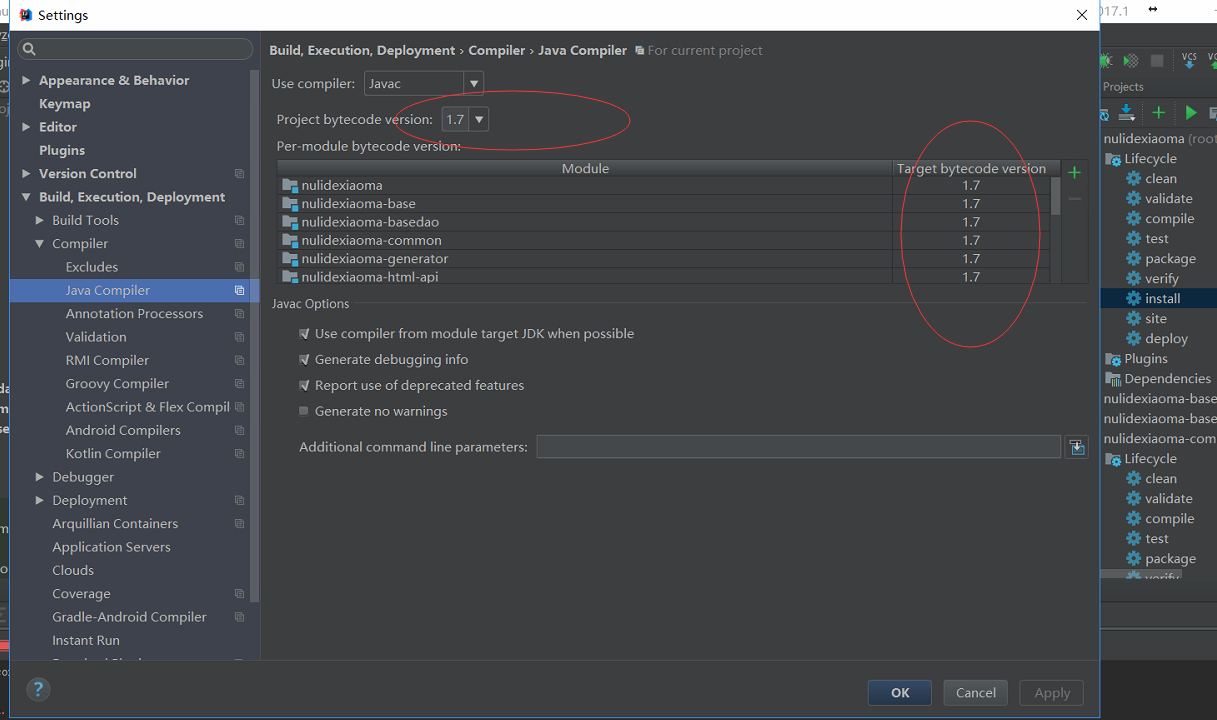 Settings
Build, Execution, Deployment › Compiler › Java Compiler For current project
Appearance & Behavior
Keymap
Editor
Plugins
Version Control
Build, Execution, Deployment
Build Tools
Compiler
Excludes
Java Compiler
Annotation Processors
Validation
RMI Compiler
Groovy Compiler
ActionScript & Flex Compil
Android Compilers
Kotlin Compiler
Debugger
Deployment
Arquillian Containers
Application Servers
Clouds
Coverage
Gradle-Android Compiler
Instant Run
Use compiler: Javac
Project bytecode version: 1.7
Per-module bytecode version:
Module Target bytecode version
nulidexiaoma 1.7
nulidexiaoma-base 1.7
nulidexiaoma-basedao 1.7
nulidexiaoma-common 1.7
nulidexiaoma-generator 1.7
nulidexiaoma-html-api 1.7
Javac Options
Use compiler from module target JDK when possible
Generate debugging info
Report use of deprecated features
Generate no warnings
Additional command line parameters:
?
OK Cancel Apply
017.1
VCS
Projects
nulidexiaoma (root
Lifecycle
clean
validate
compile
test
package
verify
install
site
deploy
Plugins
Dependencies
nulidexiaoma-base
nulidexiaoma-base
nulidexiaoma-com
Lifecycle
clean
validate
compile
test
package
verify